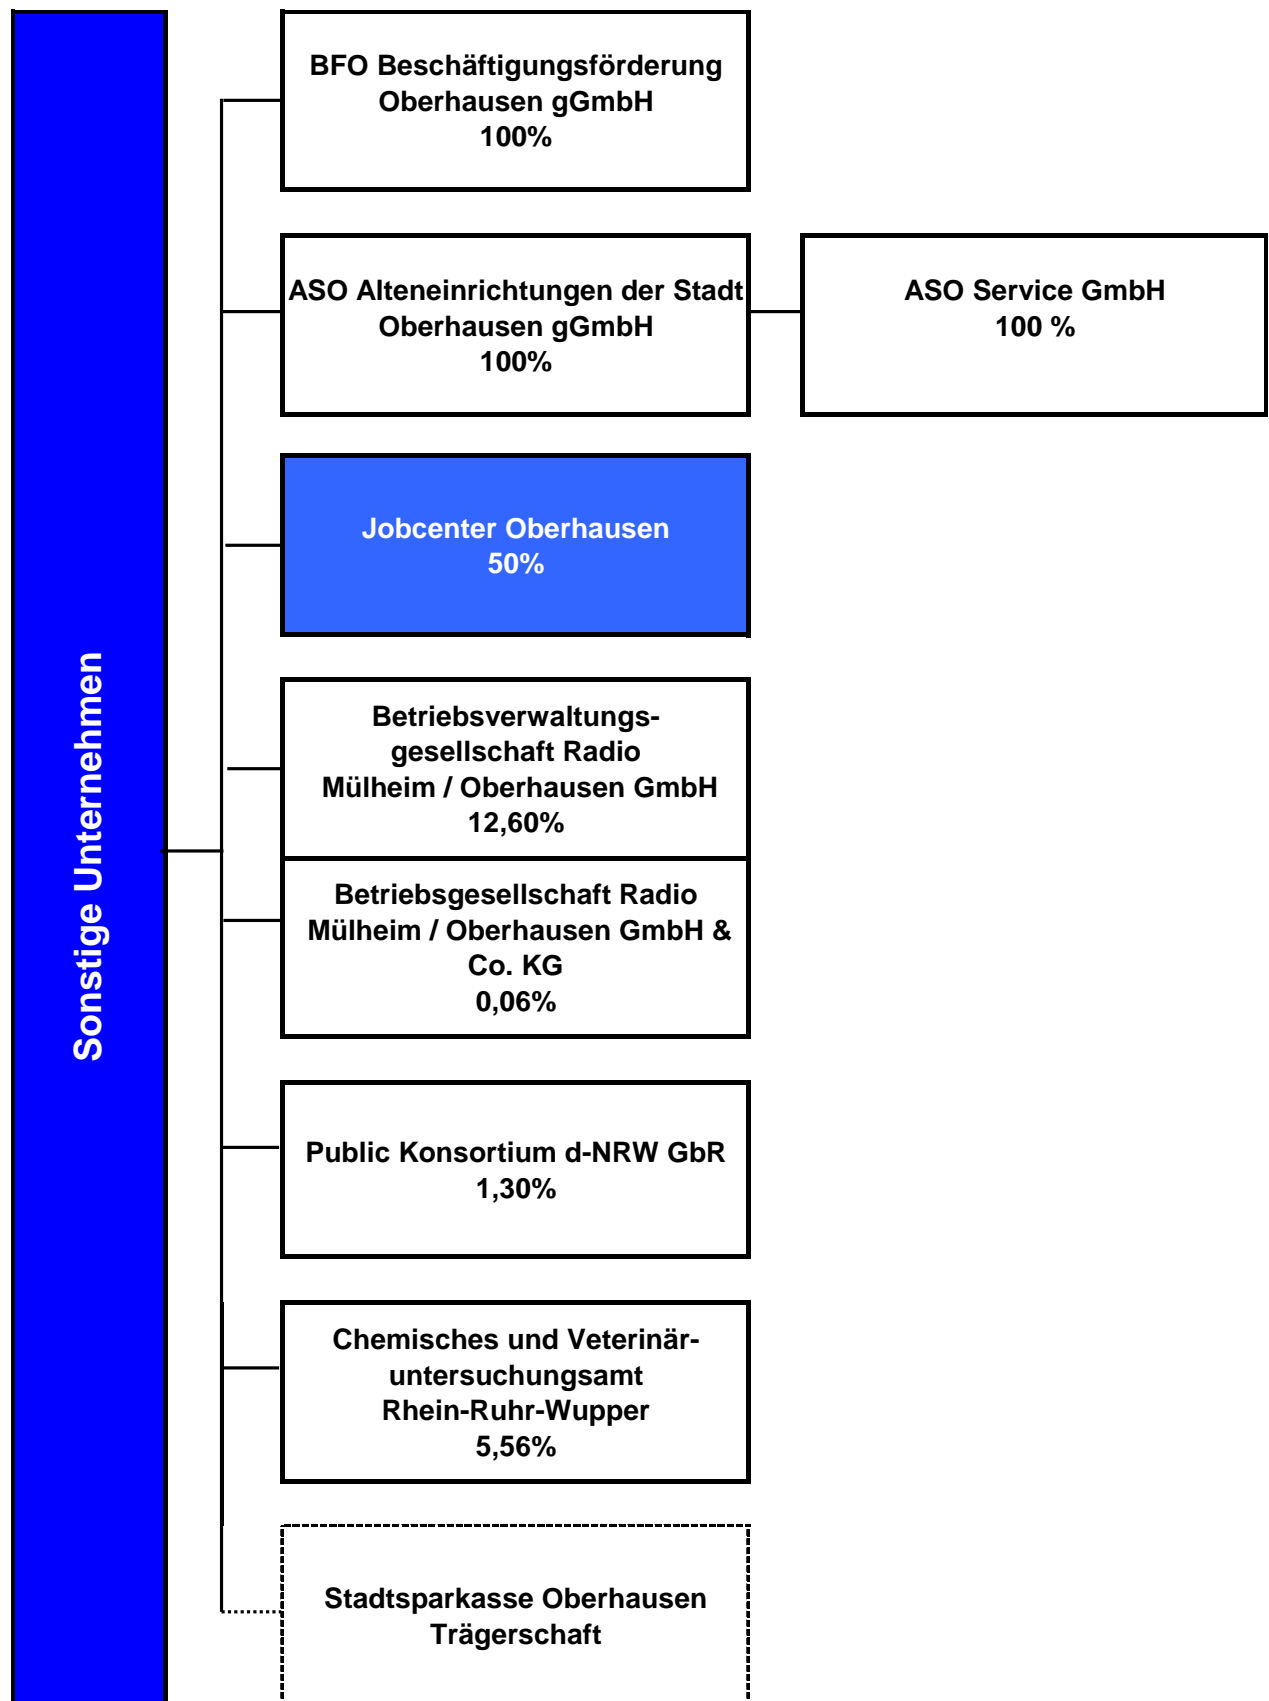 Sonstige Unternehmen
BFO Beschäftigungsförderung
Oberhausen gGmbH
100%
ASO Alteneinrichtungen der Stadt
Oberhausen gGmbH
100%
ASO Service GmbH
100 %
Jobcenter Oberhausen
50%
Betriebsverwaltungs-
gesellschaft Radio
Mülheim / Oberhausen GmbH
12,60%
Betriebsgesellschaft Radio
Mülheim / Oberhausen GmbH &
Co. KG
0,06%
Public Konsortium d-NRW GbR
1,30%
Chemisches und Veterinär-
untersuchungsamt
Rhein-Ruhr-Wupper
5,56%
Stadtsparkasse Oberhausen
Trägerschaft